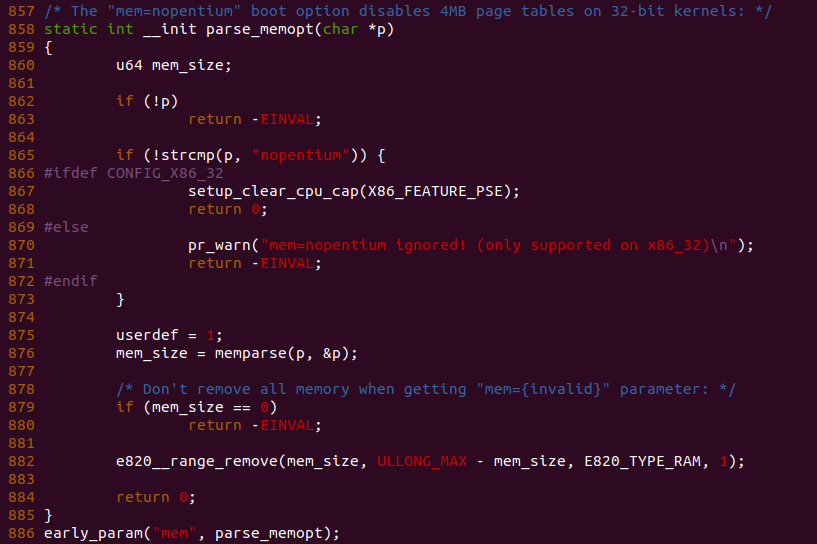 857 /* The "mem=nopentium" boot option disables 4MB page tables on 32-bit kernels: */
858 static int __init parse_memopt(char *p)
859 {
860         u64 mem_size;
861
862         if (!p)
863                 return -EINVAL;
864
865         if (!strcmp(p, "nopentium")) {
866 #ifdef CONFIG_X86_32
867                 setup_clear_cpu_cap(X86_FEATURE_PSE);
868                 return 0;
869 #else
870                 pr_warn("mem=nopentium ignored! (only supported on x86_32)\n");
871                 return -EINVAL;
872 #endif
873         }
874
875         userdef = 1;
876         mem_size = memparse(p, &p);
877
878         /* Don't remove all memory when getting "mem={invalid}" parameter: */
879         if (mem_size == 0)
880                 return -EINVAL;
881
882         e820__range_remove(mem_size, ULLONG_MAX - mem_size, E820_TYPE_RAM, 1);
883
884         return 0;
885 }
886 early_param("mem", parse_memopt);